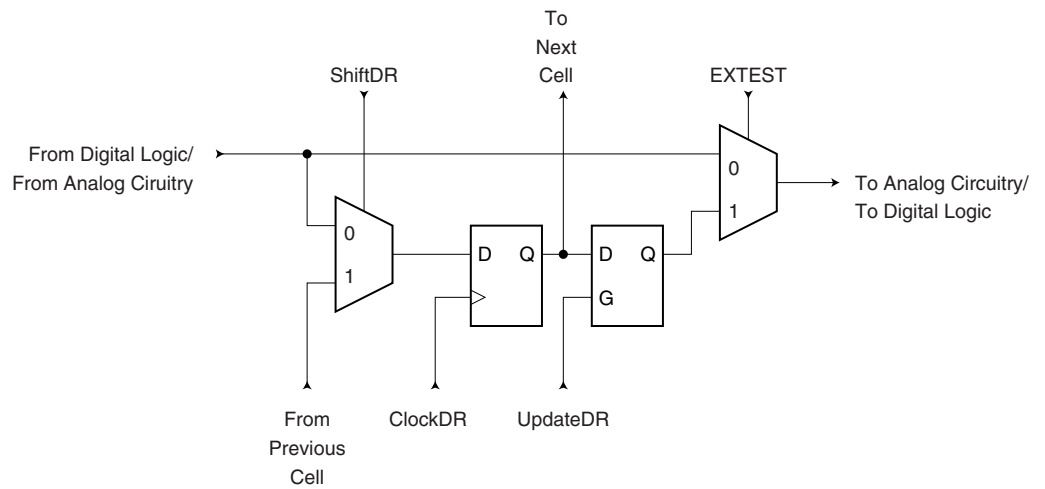 To
Next
Cell
ShiftDR
EXTEST
From Digital Logic/
From Analog Ciruitry
0
1
To Analog Circuitry/
To Digital Logic
0
1
D Q
D Q
G
From
Previous
Cell
ClockDR
UpdateDR